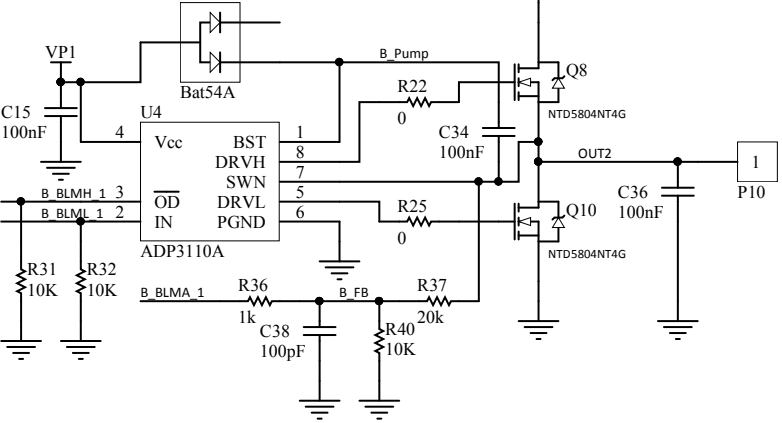 B_Pump
VP1
R22
Q8
Bat54A
C15
U4
0
NTD5804NT4G
100nF
4
Vcc
BST
1
C34
DRVH
8
100nF
OUT2
1
SWN
7
B_BLMH_1
3
OD
DRVL
5
R25
C36
P10
B_BLML_1
2
IN
PGND
6
Q10
100nF
ADP3110A
0
NTD5804NT4G
R31
R32
10K
10K
R36
B_FB
R37
B_BLMA_1
1k
C38
20k
R40
100pF
10K